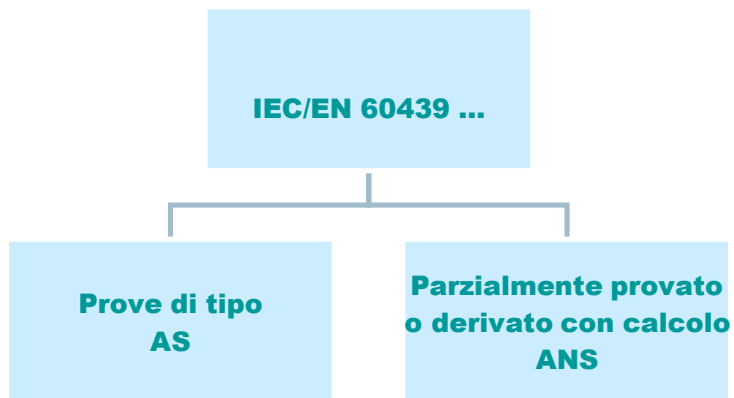 IEC/EN 60439 ...
Prove di tipo
AS
Parzialmente provato
o derivato con calcolo
ANS